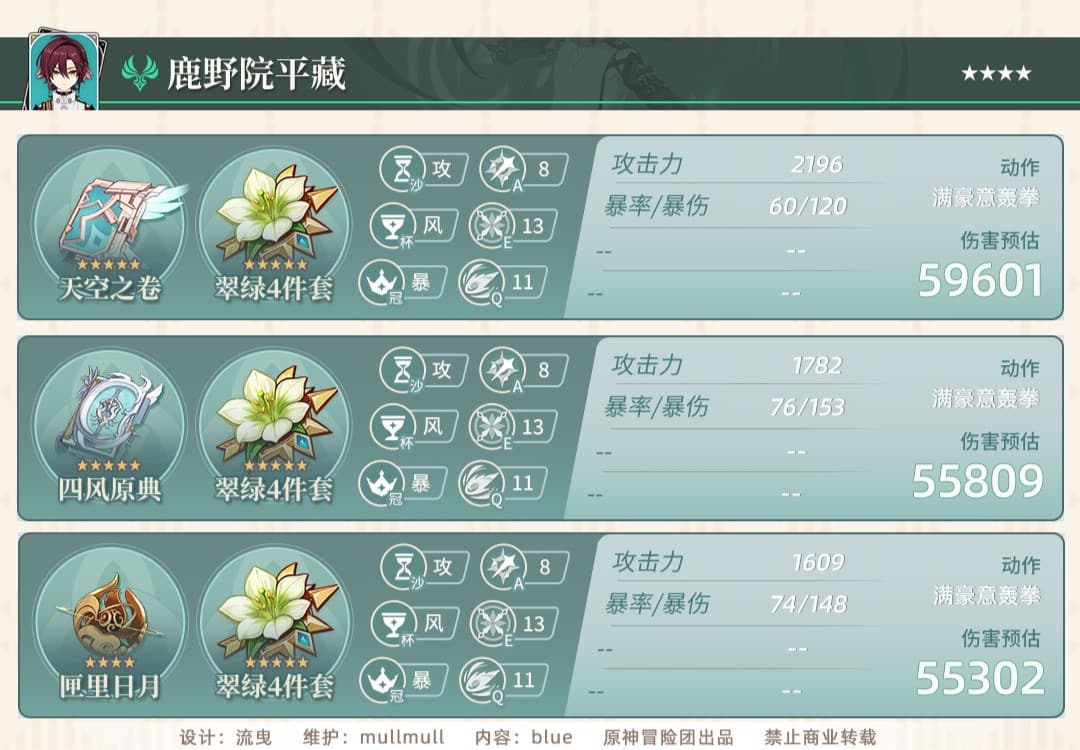 鹿野院平藏
天空之卷
翠绿4件套
沙 攻 A 8
杯 风 E 13
冠 暴 Q 11
攻击力 2196
暴率/暴伤 60/120
-- --
-- --
动作
满豪意轰拳
伤害预估
59601
四风原典
翠绿4件套
沙 攻 A 8
杯 风 E 13
冠 暴 Q 11
攻击力 1782
暴率/暴伤 76/153
-- --
-- --
动作
满豪意轰拳
伤害预估
55809
匣里日月
翠绿4件套
沙 攻 A 8
杯 风 E 13
冠 暴 Q 11
攻击力 1609
暴率/暴伤 74/148
-- --
-- --
动作
满豪意轰拳
伤害预估
55302
设计：流曳 维护：mullmull 内容：blue 原神冒险团出品 禁止商业转载